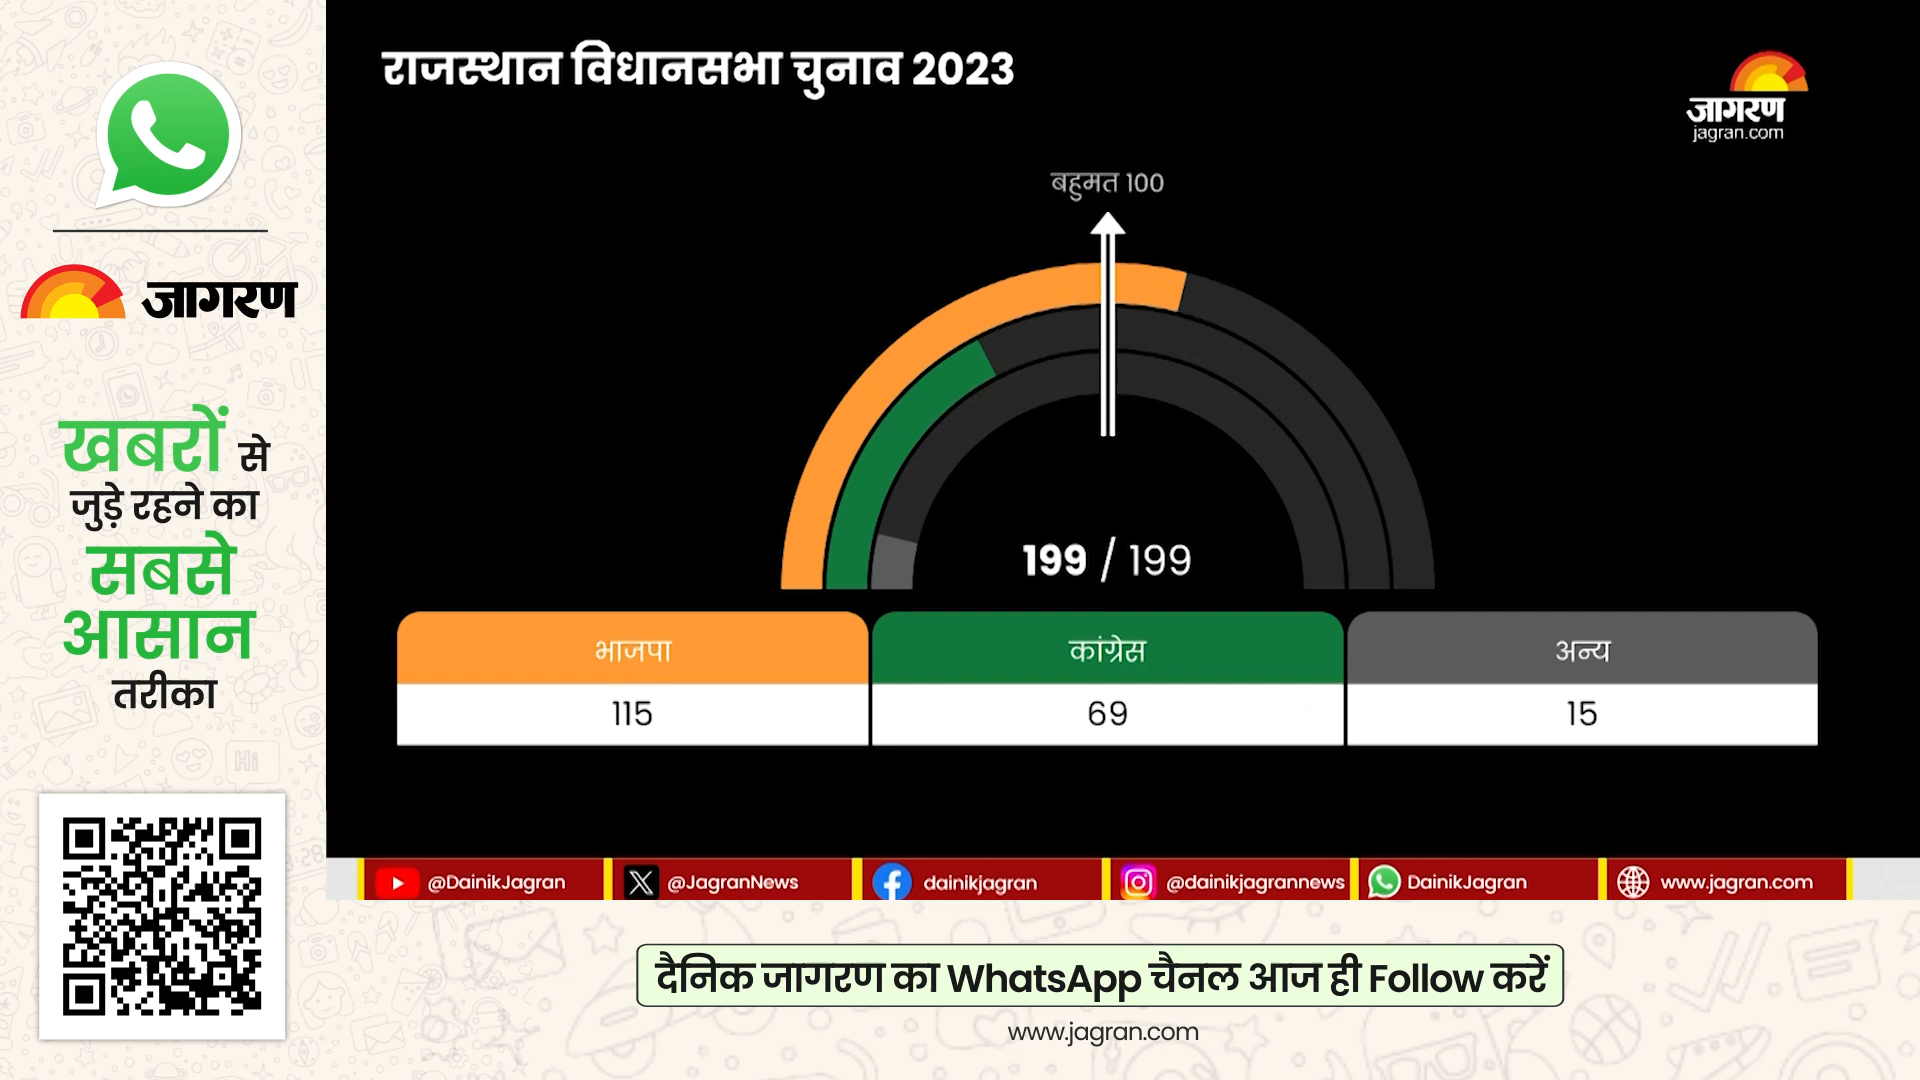 जागरण
खबरों से
जुड़े रहने का
सबसे
आसान
तरीका
राजस्थान विधानसभा चुनाव 2023
जागरण
jagran.com
बहुमत 100
199 / 199
भाजपा
115
कांग्रेस
69
अन्य
15
@DainikJagran
@JagranNews
dainikjagran
@dainikjagrannews
DainikJagran
www.jagran.com
दैनिक जागरण का WhatsApp चैनल आज ही Follow करें
www.jagran.com